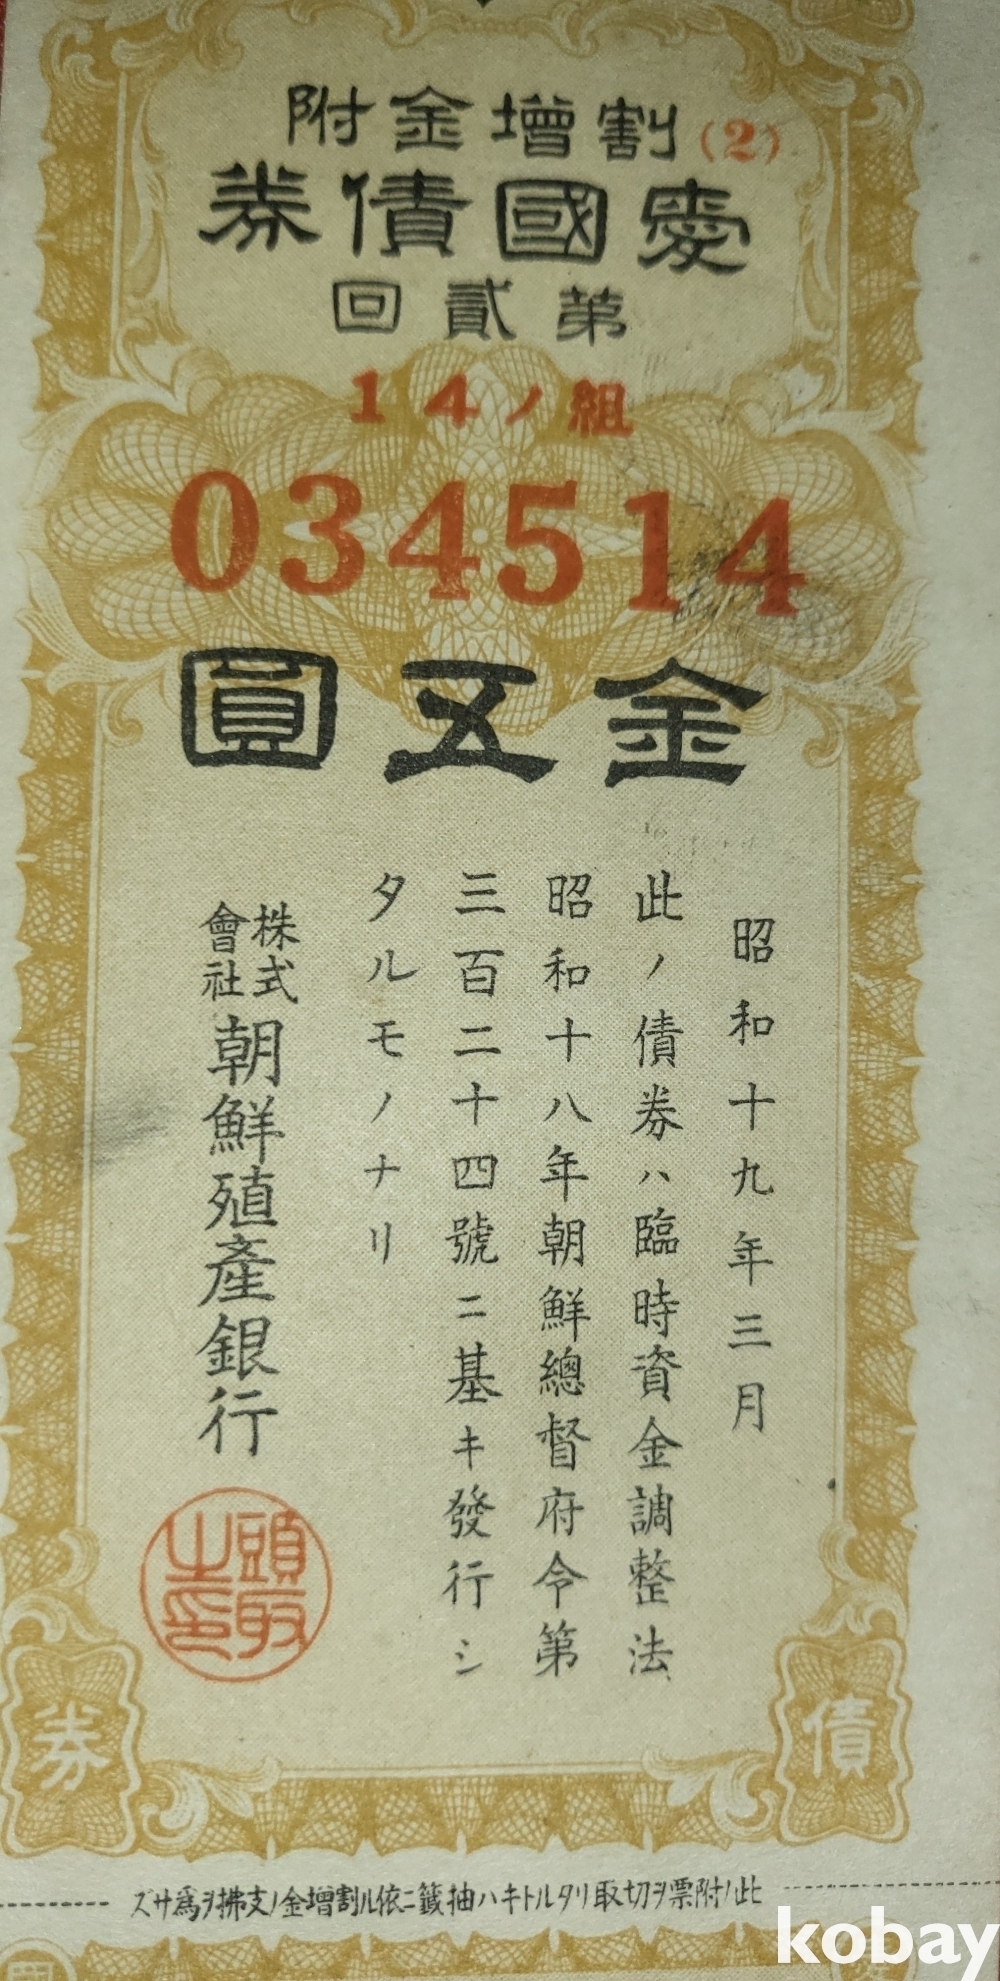 割增金附
(2)
愛國債券
第貳回
14ノ組
034514
金五圓
昭和十九年三月
此ノ債券ハ臨時資金調整法
昭和十八年朝鮮總督府令第
三百二十四號ニ基キ發行シ
タルモノナリ
株式會社朝鮮殖產銀行
頭取之印
債券
此ノ附票ヲ切取リタルトキハ抽籤ニ依ル割增金ノ支拂ヲ爲サズ
kobay